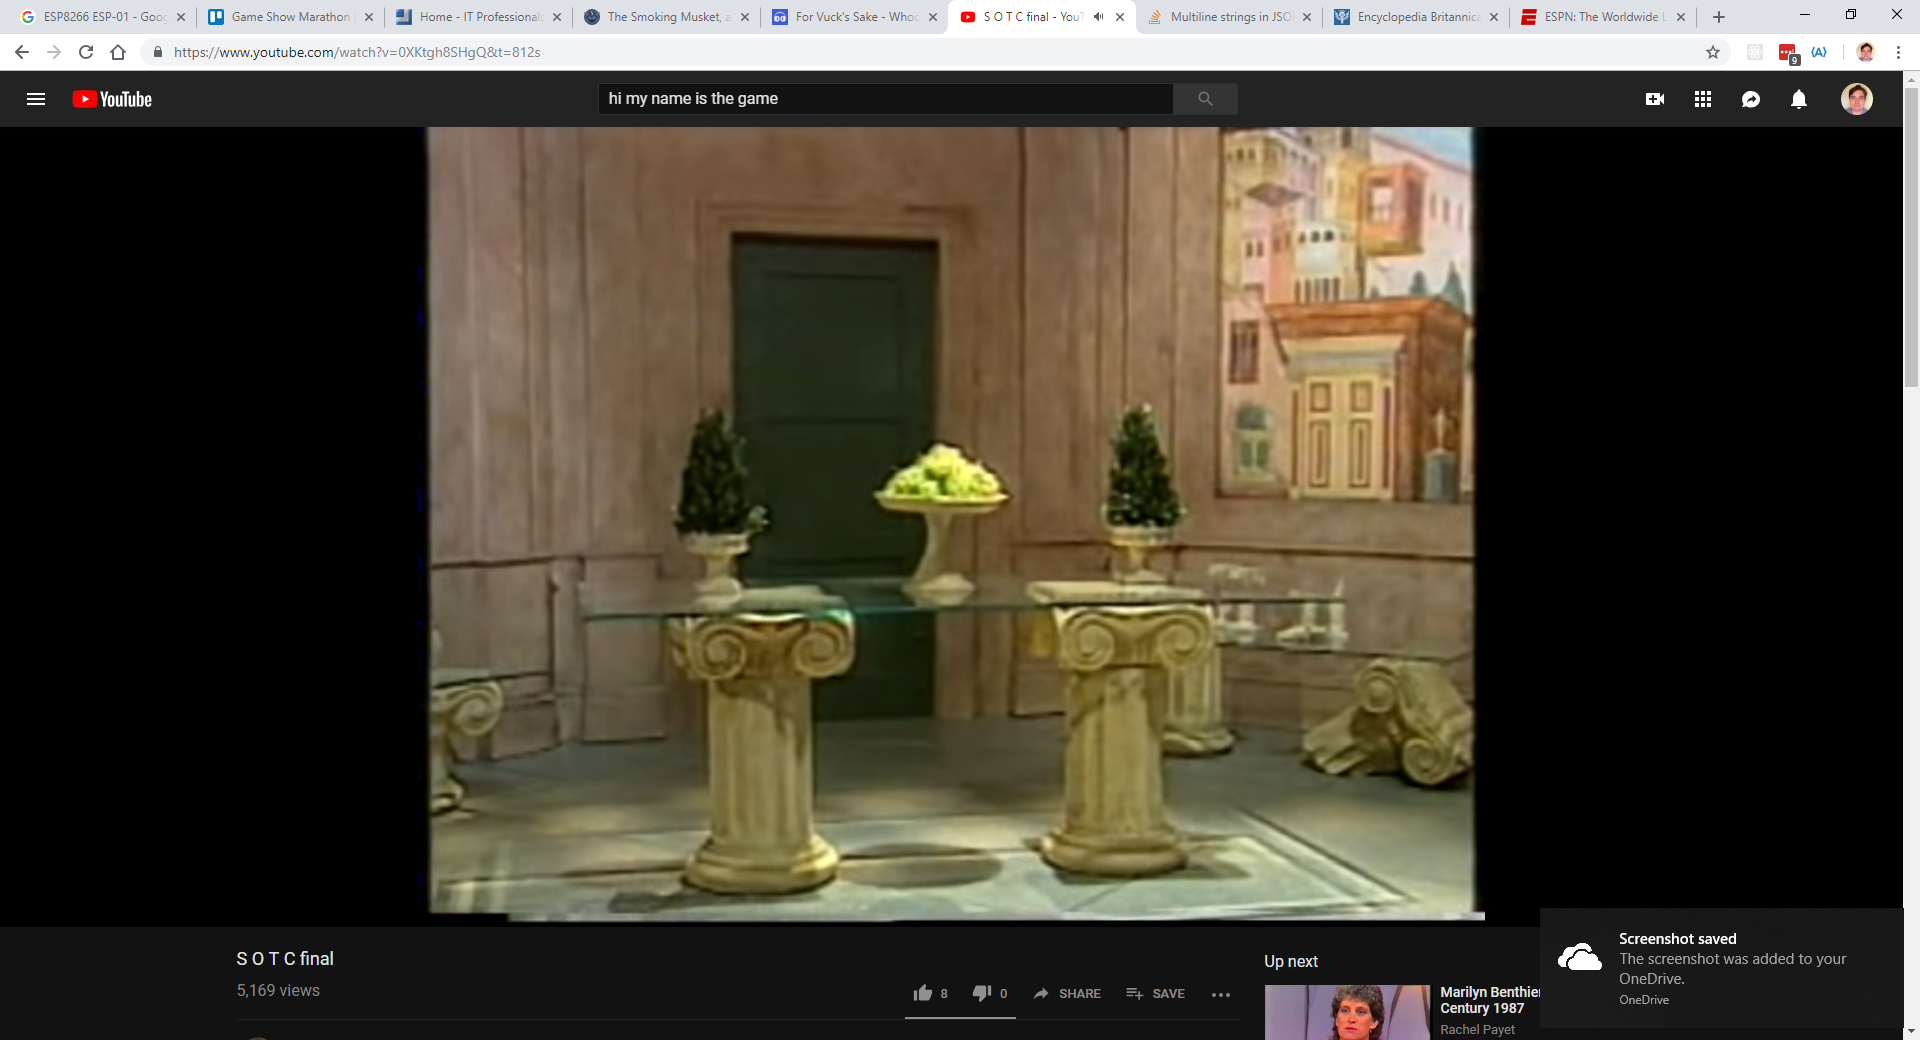 ESP8266 ESP-01 - Goog
Game Show Marathon
Home - IT Professional
The Smoking Musket, a
For Vuck's Sake - Whoo
S O T C final - YouT
Multiline strings in JSO
Encyclopedia Britannica
ESPN: The Worldwide L
https://www.youtube.com/watch?v=0XKtgh8SHgQ&t=812s
9
(A)
YouTube
hi my name is the game
S O T C final
5,169 views
8
0
SHARE
SAVE
Up next
Marilyn Benthier
Century 1987
Rachel Payet
Screenshot saved
The screenshot was added to your
OneDrive.
OneDrive